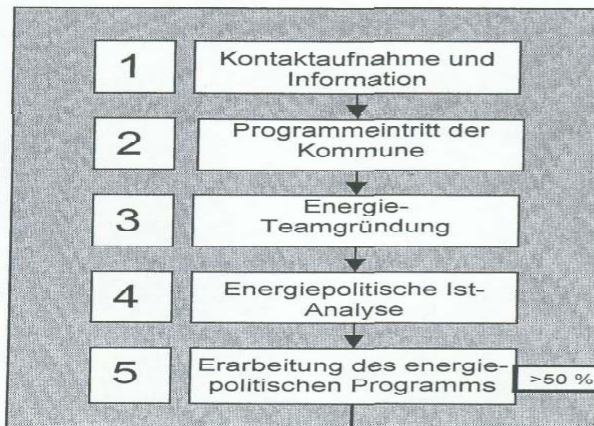 1
Kontaktaufnahme und
Information
2
Programmeintritt der
Kommune
3
Energie-
Teamgründung
4
Energiepolitische Ist-
Analyse
5
Erarbeitung des energie-
politischen Programms
>50 %